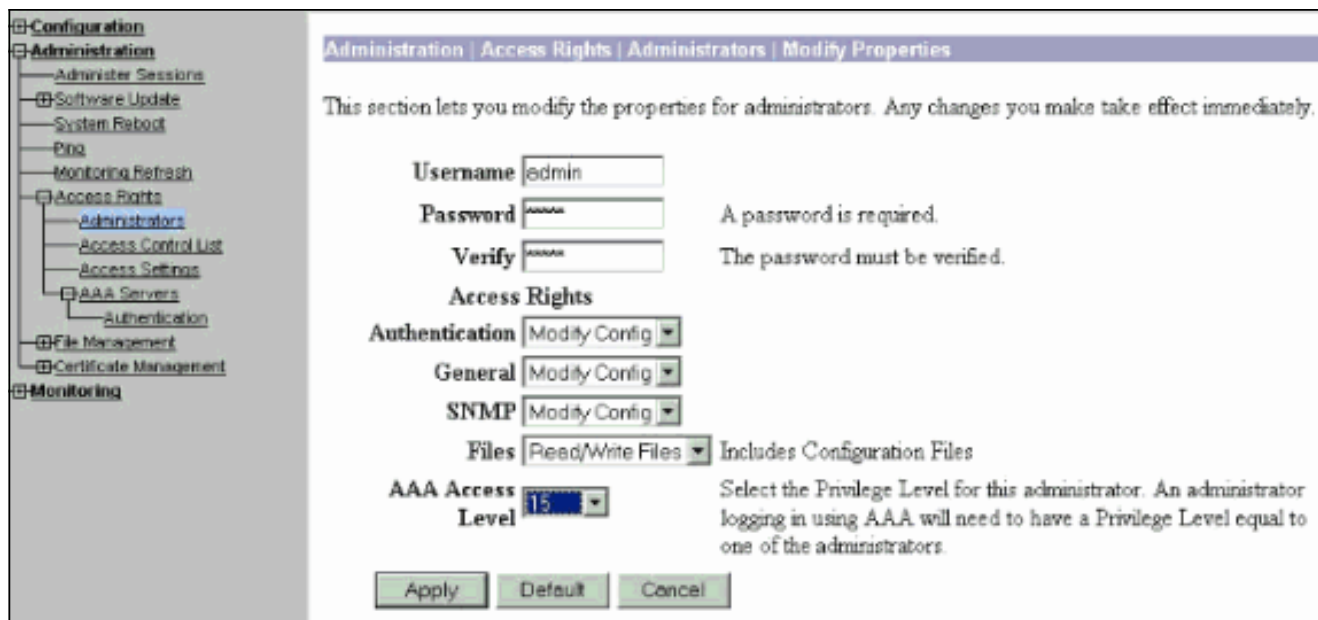 Configuration
Administration
Administer Sessions
Software Update
System Reboot
Ping
Monitoring Refresh
Access Rights
Administrators
Access Control List
Access Settings
AAA Servers
Authentication
File Management
Certificate Management
Monitoring
Administration | Access Rights | Administrators | Modify Properties
This section lets you modify the properties for administrators. Any changes you make take effect immediately.
Username admin
Password ***** A password is required.
Verify ***** The password must be verified.
Access Rights
Authentication Modify Config
General Modify Config
SNMP Modify Config
Files Read/Write Files Includes Configuration Files
AAA Access Level 15 Select the Privilege Level for this administrator. An administrator
logging in using AAA will need to have a Privilege Level equal to
one of the administrators.
Apply Default Cancel